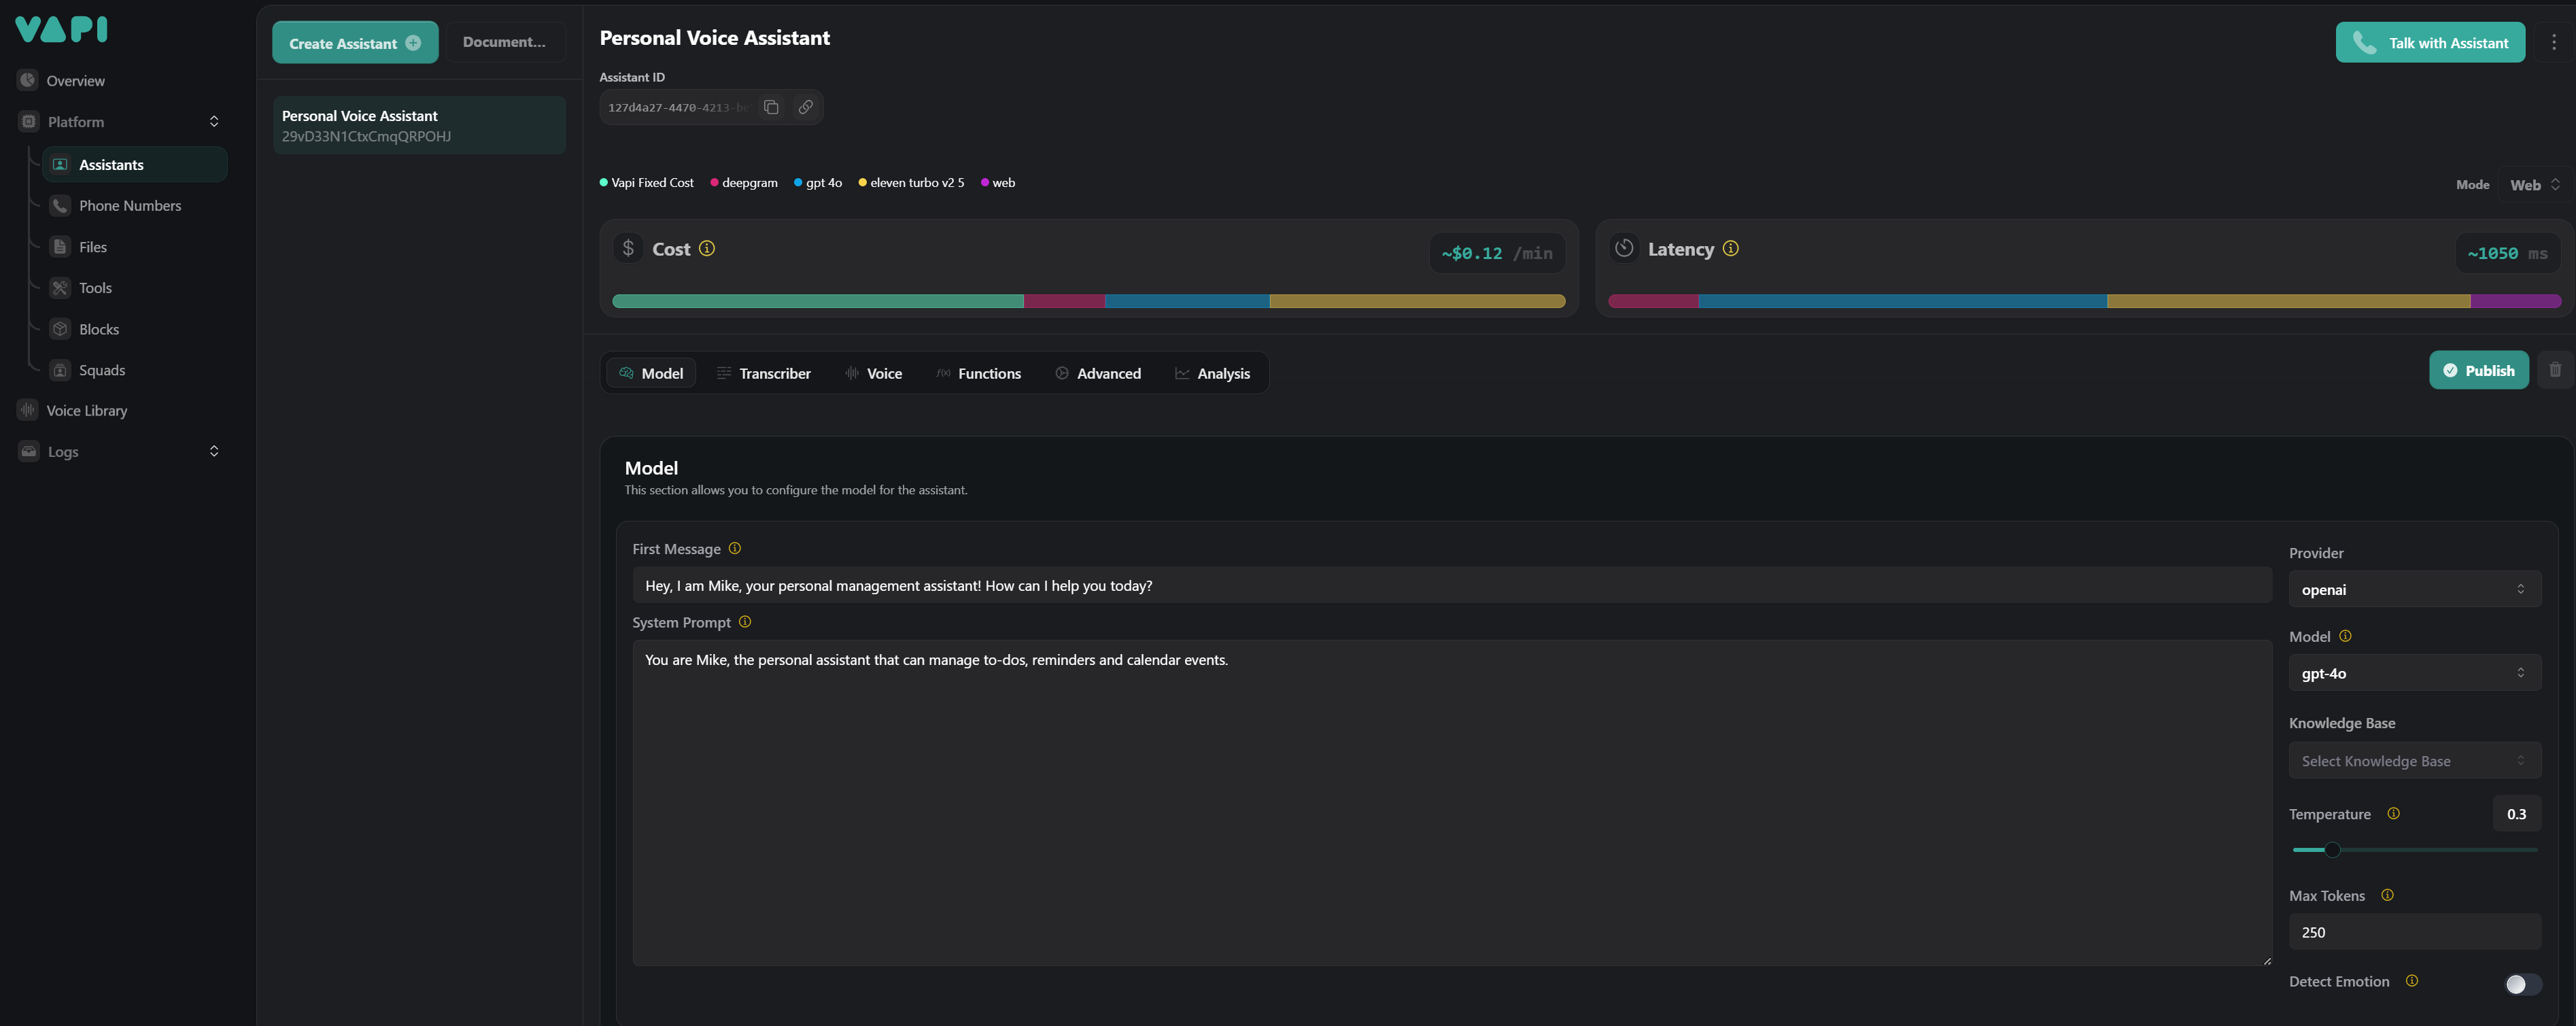 VAPI
Overview
Platform
Assistants
Phone Numbers
Files
Tools
Blocks
Squads
Voice Library
Logs
Create Assistant
Document...
Personal Voice Assistant
29vD33N1CtxCmqQRPOHJ
Personal Voice Assistant
Talk with Assistant
Assistant ID
127d4a27-4470-4213-be
Vapi Fixed Cost deepgram gpt 4o eleven turbo v2 5 web
Mode Web
$ Cost ~$0.12 /min
Latency ~1050 ms
Model Transcriber Voice f(x) Functions Advanced Analysis
Publish
Model
This section allows you to configure the model for the assistant.
First Message
Hey, I am Mike, your personal management assistant! How can I help you today?
System Prompt
You are Mike, the personal assistant that can manage to-dos, reminders and calendar events.
Provider
openai
Model
gpt-4o
Knowledge Base
Select Knowledge Base
Temperature 0.3
Max Tokens
250
Detect Emotion